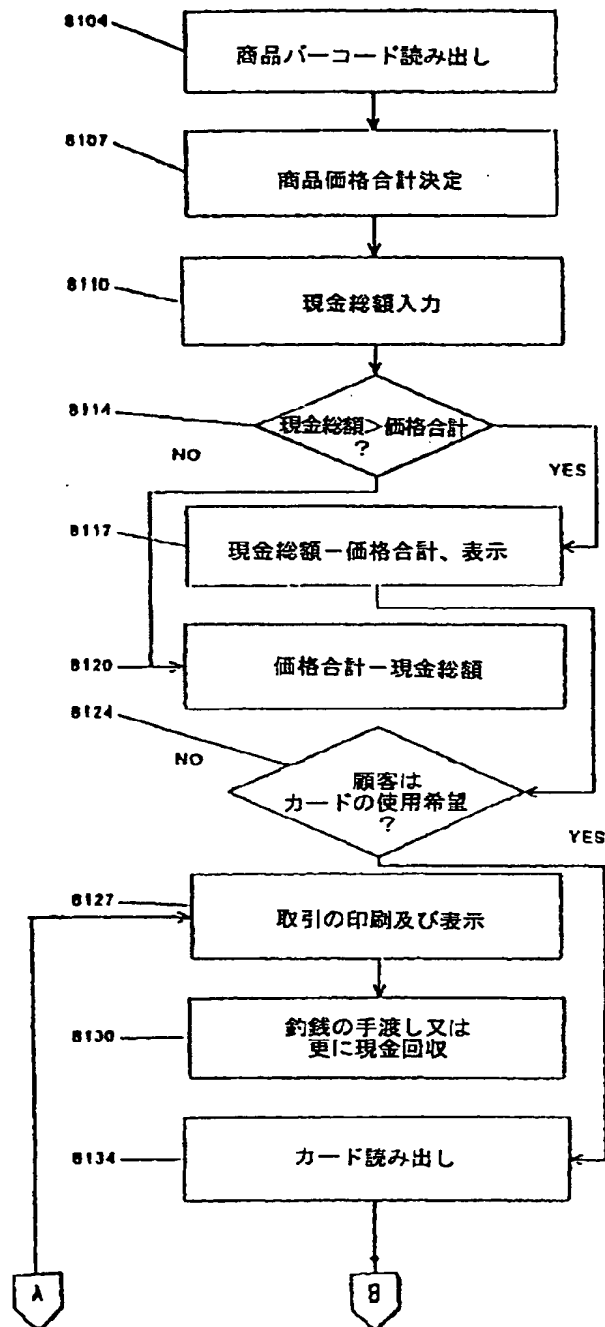 8104
商品バーコード読み出し
8107
商品価格合計決定
8110
現金総額入力
8114
現金総額>価格合計
?
NO
YES
8117
現金総額ー価格合計、表示
8120
価格合計ー現金総額
8124
NO
顧客は
カードの使用希望
?
YES
8127
取引の印刷及び表示
8130
釣銭の手渡し又は
更に現金回収
8134
カード読み出し
A
B